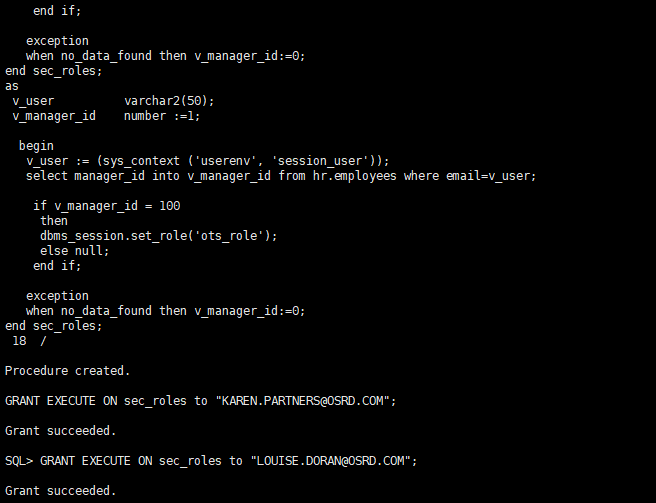 end if;
exception
when no_data_found then v_manager_id:=0;
end sec_roles;
as
v_user varchar2(50);
v_manager_id number :=1;
begin
v_user := (sys_context ('userenv', 'session_user'));
select manager_id into v_manager_id from hr.employees where email=v_user;
if v_manager_id = 100
then
dbms_session.set_role('ots_role');
else null;
end if;
exception
when no_data_found then v_manager_id:=0;
end sec_roles;
18 /
Procedure created.
GRANT EXECUTE ON sec_roles to "KAREN.PARTNERS@OSRD.COM";
Grant succeeded.
SQL> GRANT EXECUTE ON sec_roles to "LOUISE.DORAN@OSRD.COM";
Grant succeeded.